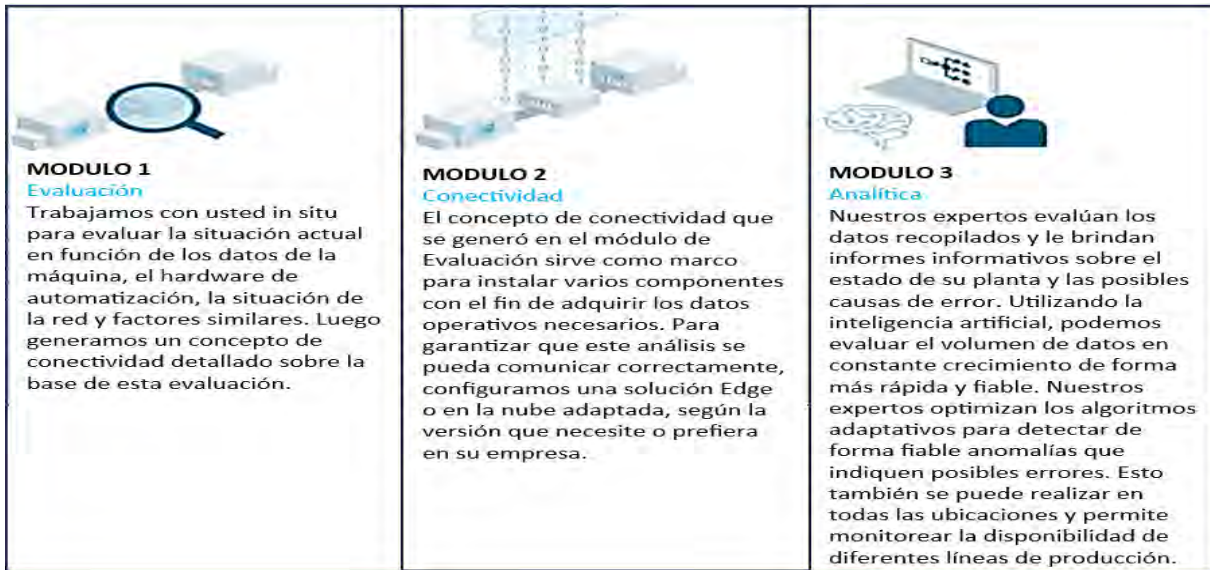 MODULO 1
Evaluación
Trabajamos con usted in situ
para evaluar la situación actual
en función de los datos de la
máquina, el hardware de
automatización, la situación de
la red y factores similares. Luego
generamos un concepto de
conectividad detallado sobre la
base de esta evaluación.
MODULO 2
Conectividad
El concepto de conectividad que
se generó en el módulo de
Evaluación sirve como marco
para instalar varios componentes
con el fin de adquirir los datos
operativos necesarios. Para
garantizar que este análisis se
pueda comunicar correctamente,
configuramos una solución Edge
o en la nube adaptada, según la
versión que necesite o prefiera
en su empresa.
MODULO 3
Analítica
Nuestros expertos evalúan los
datos recopilados y le brindan
informes informativos sobre el
estado de su planta y las posibles
causas de error. Utilizando la
inteligencia artificial, podemos
evaluar el volumen de datos en
constante crecimiento de forma
más rápida y fiable. Nuestros
expertos optimizan los algoritmos
adaptativos para detectar de
forma fiable anomalías que
indiquen posibles errores. Esto
también se puede realizar en
todas las ubicaciones y permite
monitorear la disponibilidad de
diferentes líneas de producción.